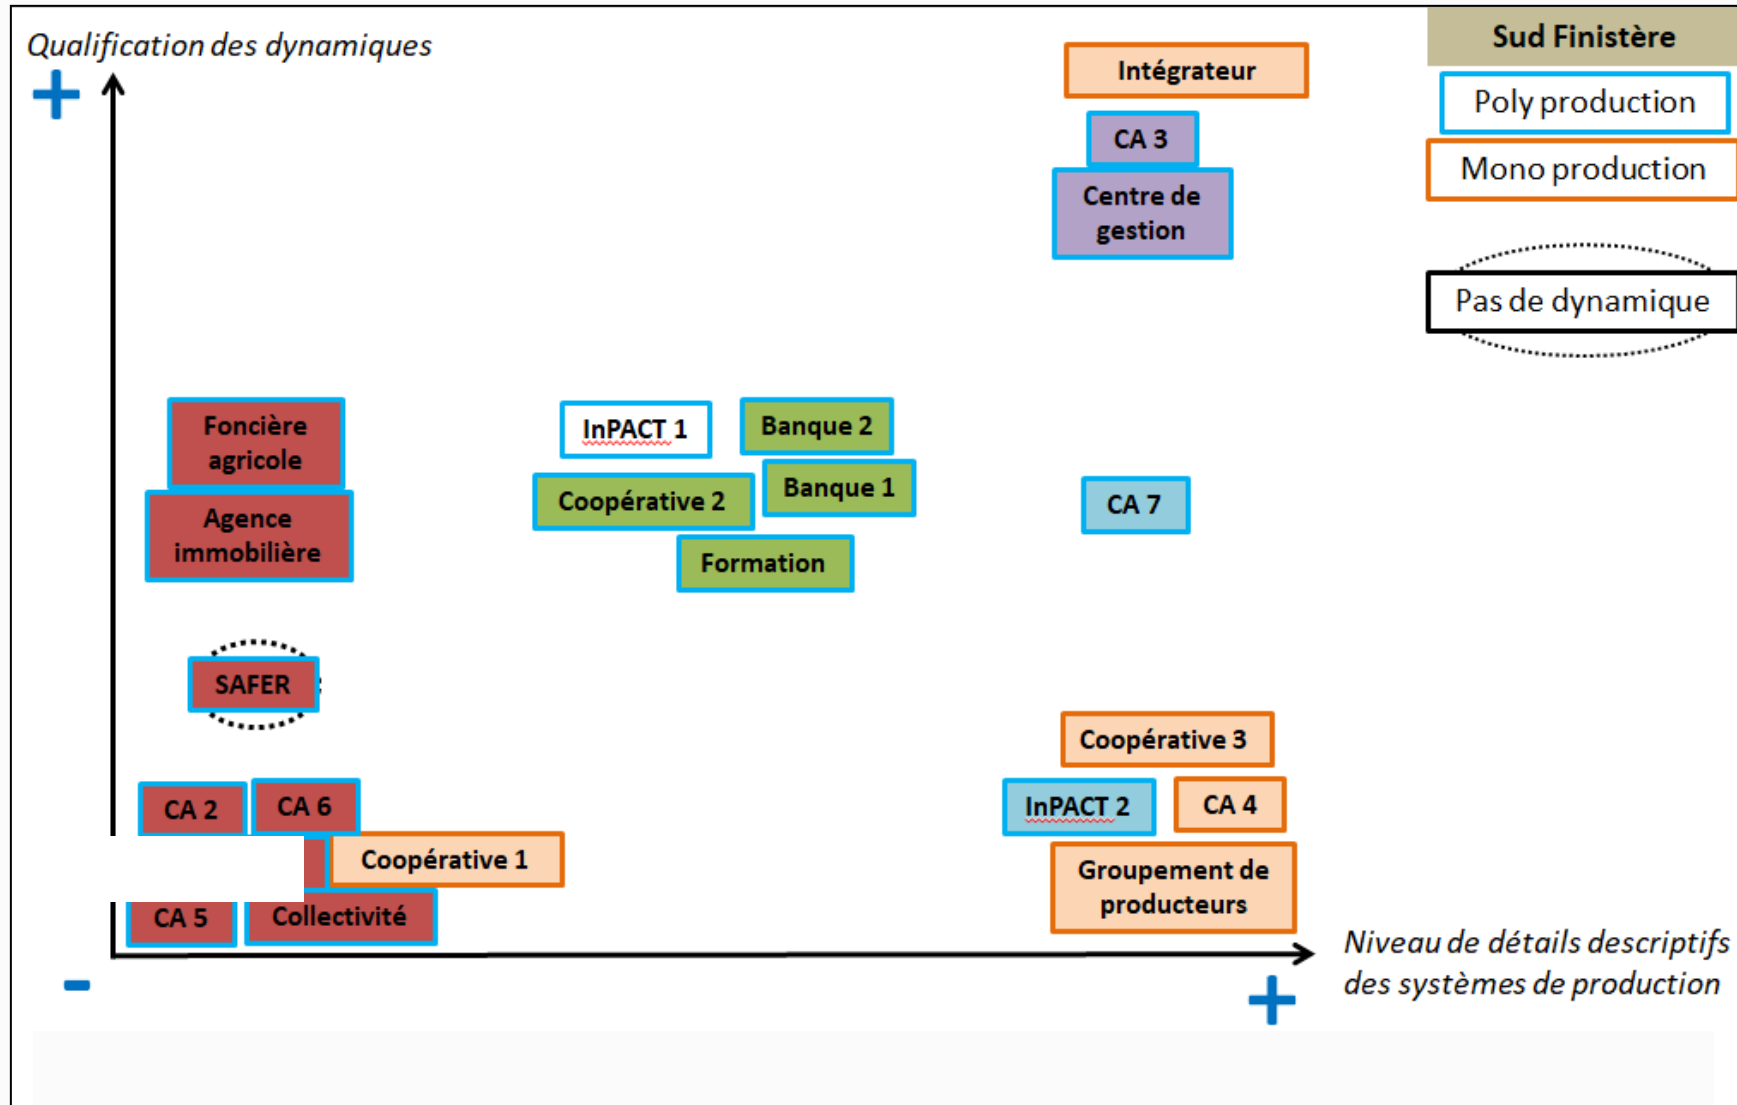 Qualification des dynamiques
+
Intégrateur
CA 3
Centre de
gestion
Sud Finistère
Poly production
Mono production
Pas de dynamique
Foncière
agricole
Agence
immobilière
InPACT 1
Banque 2
Coopérative 2
Banque 1
Formation
CA 7
SAFER
Coopérative 3
CA 2
CA 6
InPACT 2
CA 4
Coopérative 1
Groupement de
producteurs
CA 5
Collectivité
Niveau de détails descriptifs
des systèmes de production
-
+